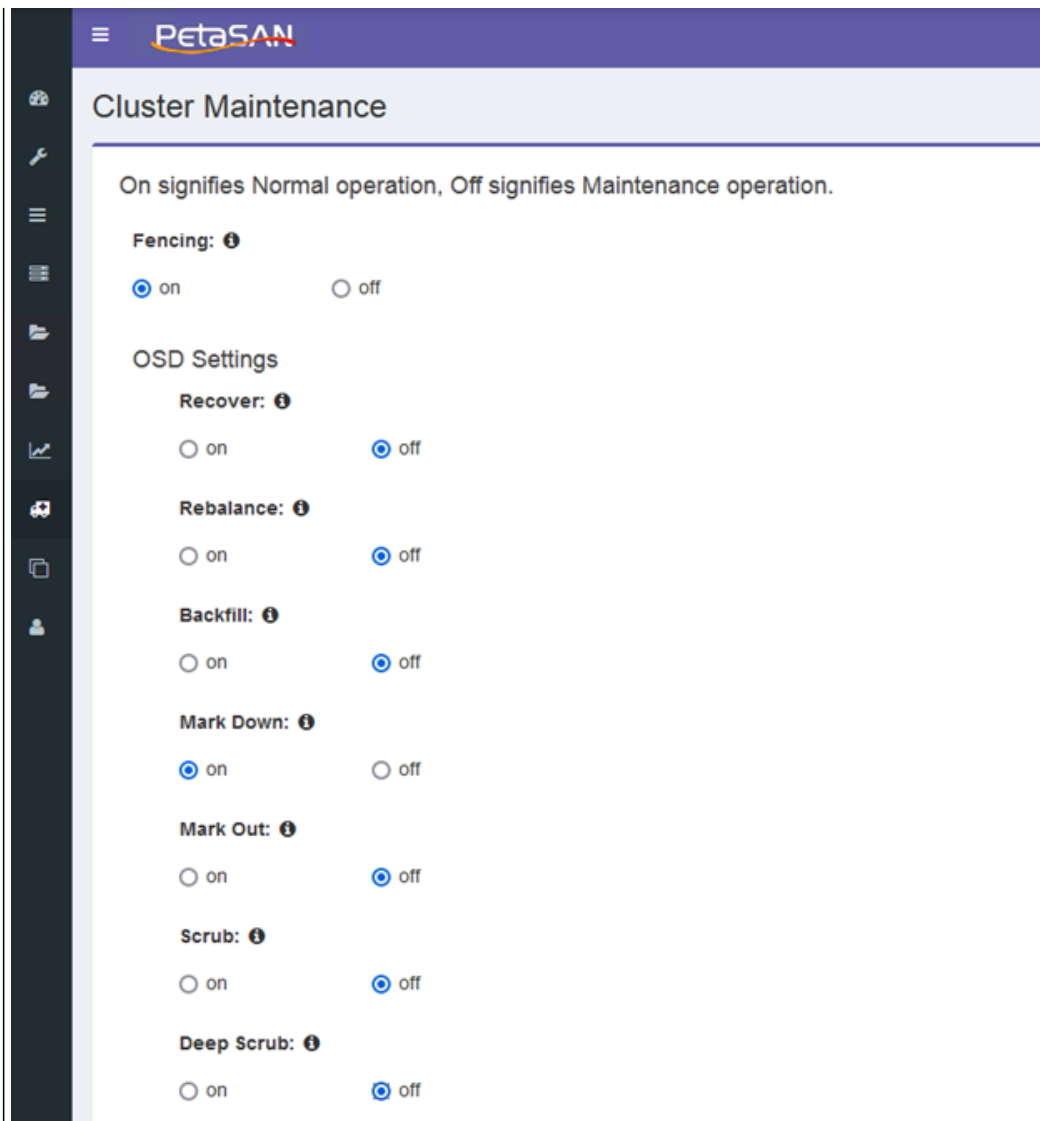 PetaSAN
Cluster Maintenance
On signifies Normal operation, Off signifies Maintenance operation.
Fencing:
on off
OSD Settings
Recover:
on off
Rebalance:
on off
Backfill:
on off
Mark Down:
on off
Mark Out:
on off
Scrub:
on off
Deep Scrub:
on off